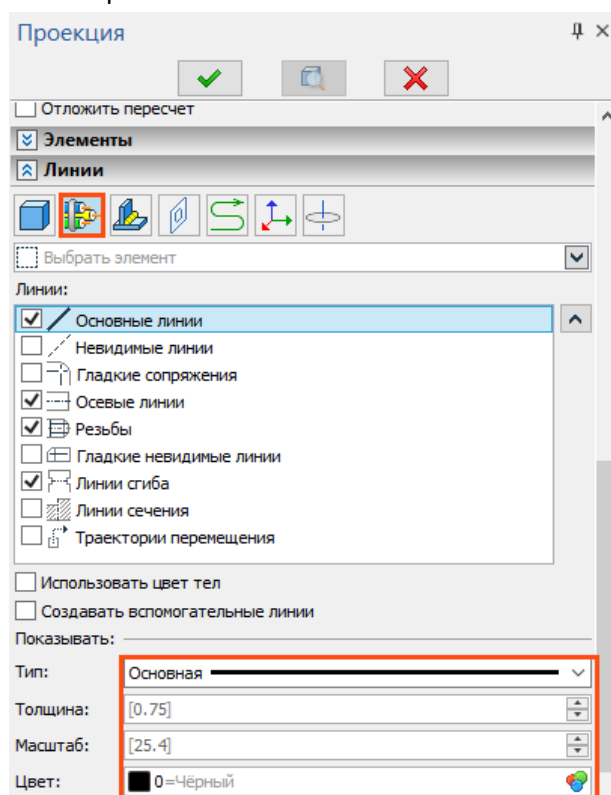 Проекция
Отложить пересчет
Элементы
Линии
Выбрать элемент
Линии:
Основные линии
Невидимые линии
Гладкие сопряжения
Осевые линии
Резьбы
Гладкие невидимые линии
Линии сгиба
Линии сечения
Траектории перемещения
Использовать цвет тел
Создавать вспомогательные линии
Показывать:
Тип: Основная
Толщина: [0.75]
Масштаб: [25.4]
Цвет: 0=Чёрный